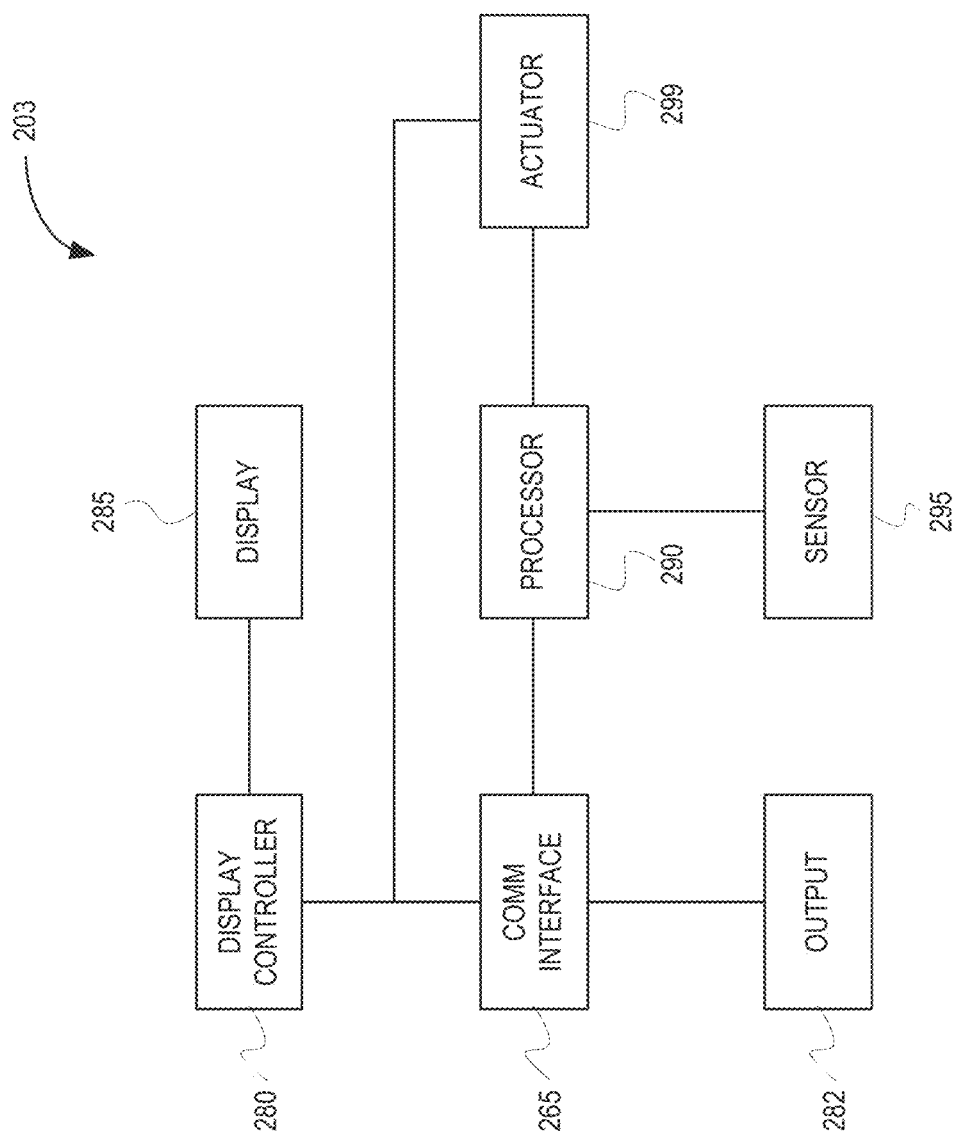 203
285
280
DISPLAY
CONTROLLER
DISPLAY
265
COMM
INTERFACE
PROCESSOR
ACTUATOR
290
299
282
OUTPUT
SENSOR
295